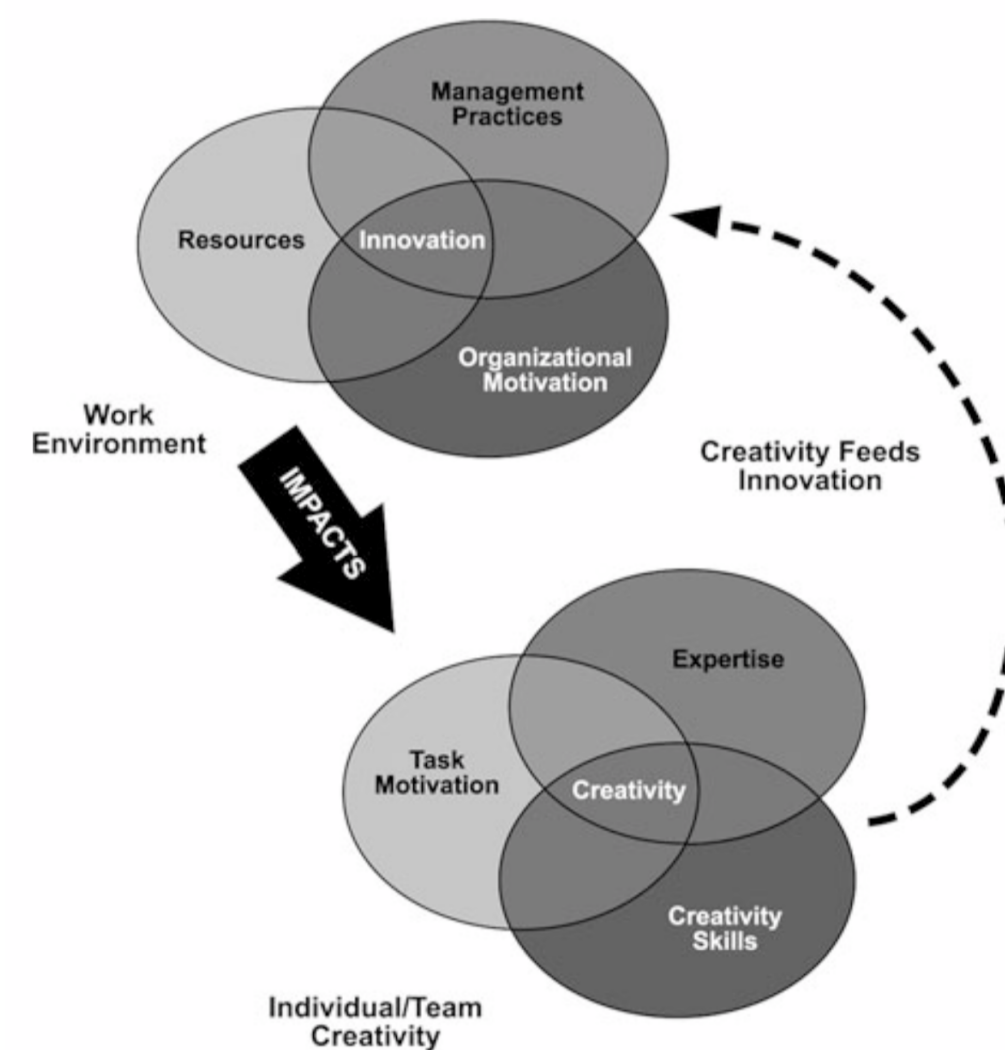 Management
Practices
Resources
Innovation
Organizational
Motivation
Work
Environment
IMPACTS
Creativity Feeds
Innovation
Expertise
Task
Motivation
Creativity
Creativity
Skills
Individual/Team
Creativity